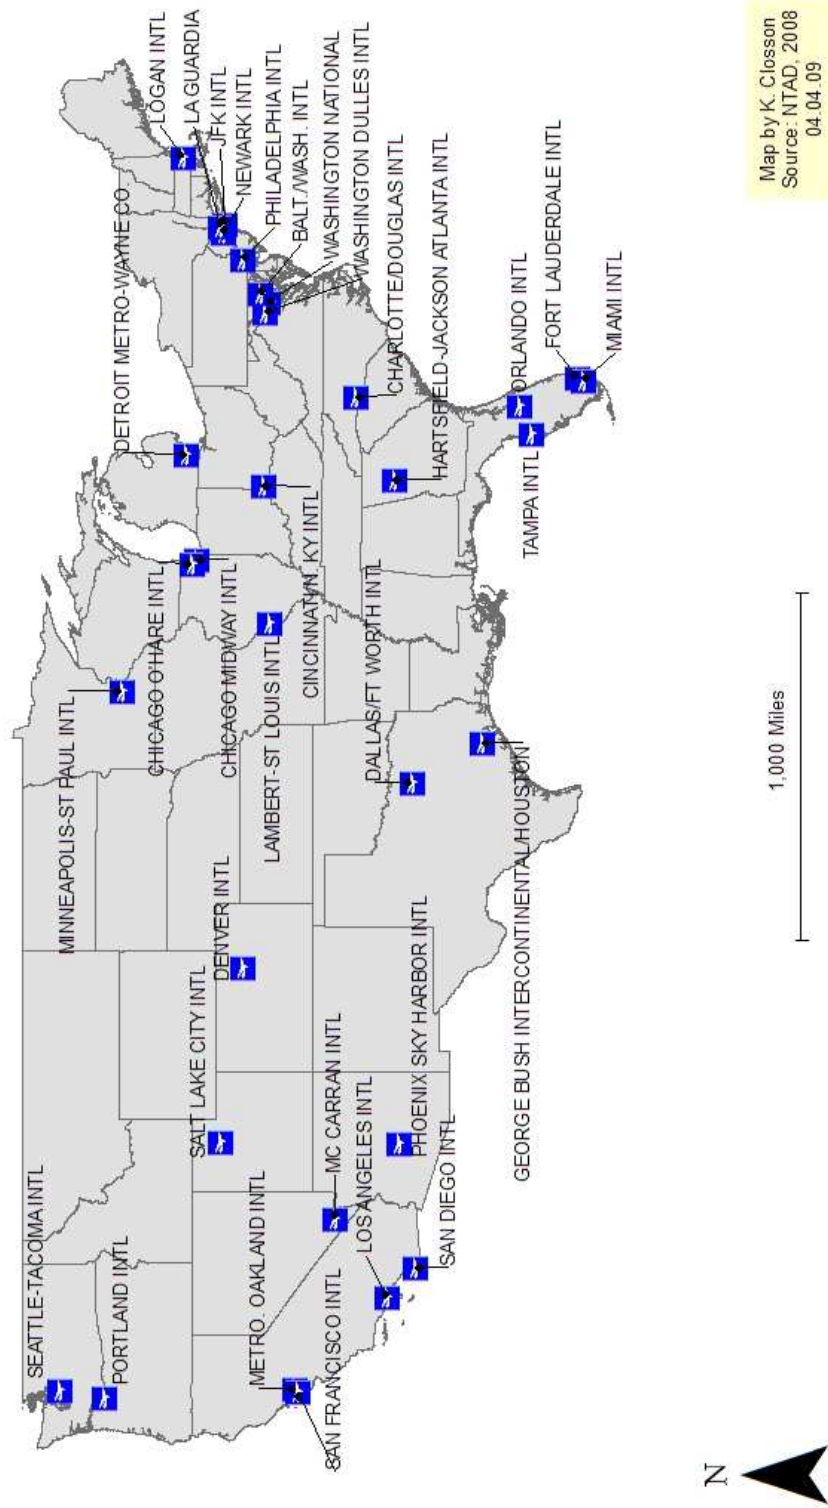 SEATTLE-TACOMA INTL
PORTLAND INTL
METRO. OAKLAND INTL
SAN FRANCISCO INTL
SALT LAKE CITY INTL
MC CARRAN INTL
LOS ANGELES INTL
SAN DIEGO INTL
PHOENIX SKY HARBOR INTL
DENVER INTL
MINNEAPOLIS-ST PAUL INTL
CHICAGO O'HARE INTL
CHICAGO MIDWAY INTL
LAMBERT-ST LOUIS INTL
CINCINNATI/N. KY INTL
DALLAS/FT WORTH INTL
GEORGE BUSH INTERCONTINENTAL/HOUSTON
DETROIT METRO-WAYNE CO.
LOGAN INTL
LA GUARDIA
JFK INTL
NEWARK INTL
PHILADELPHIA INTL
BALT./WASH. INTL
WASHINGTON NATIONAL
WASHINGTON DULLES INTL
CHARLOTTE/DOUGLAS INTL
HARTSFIELD-JACKSON ATLANTA INTL
ORLANDO INTL
TAMPA INTL
FORT LAUDERDALE INTL
MIAMI INTL
N
1,000 Miles
Map by K. Closson
Source: NTAD, 2008
04.04.09